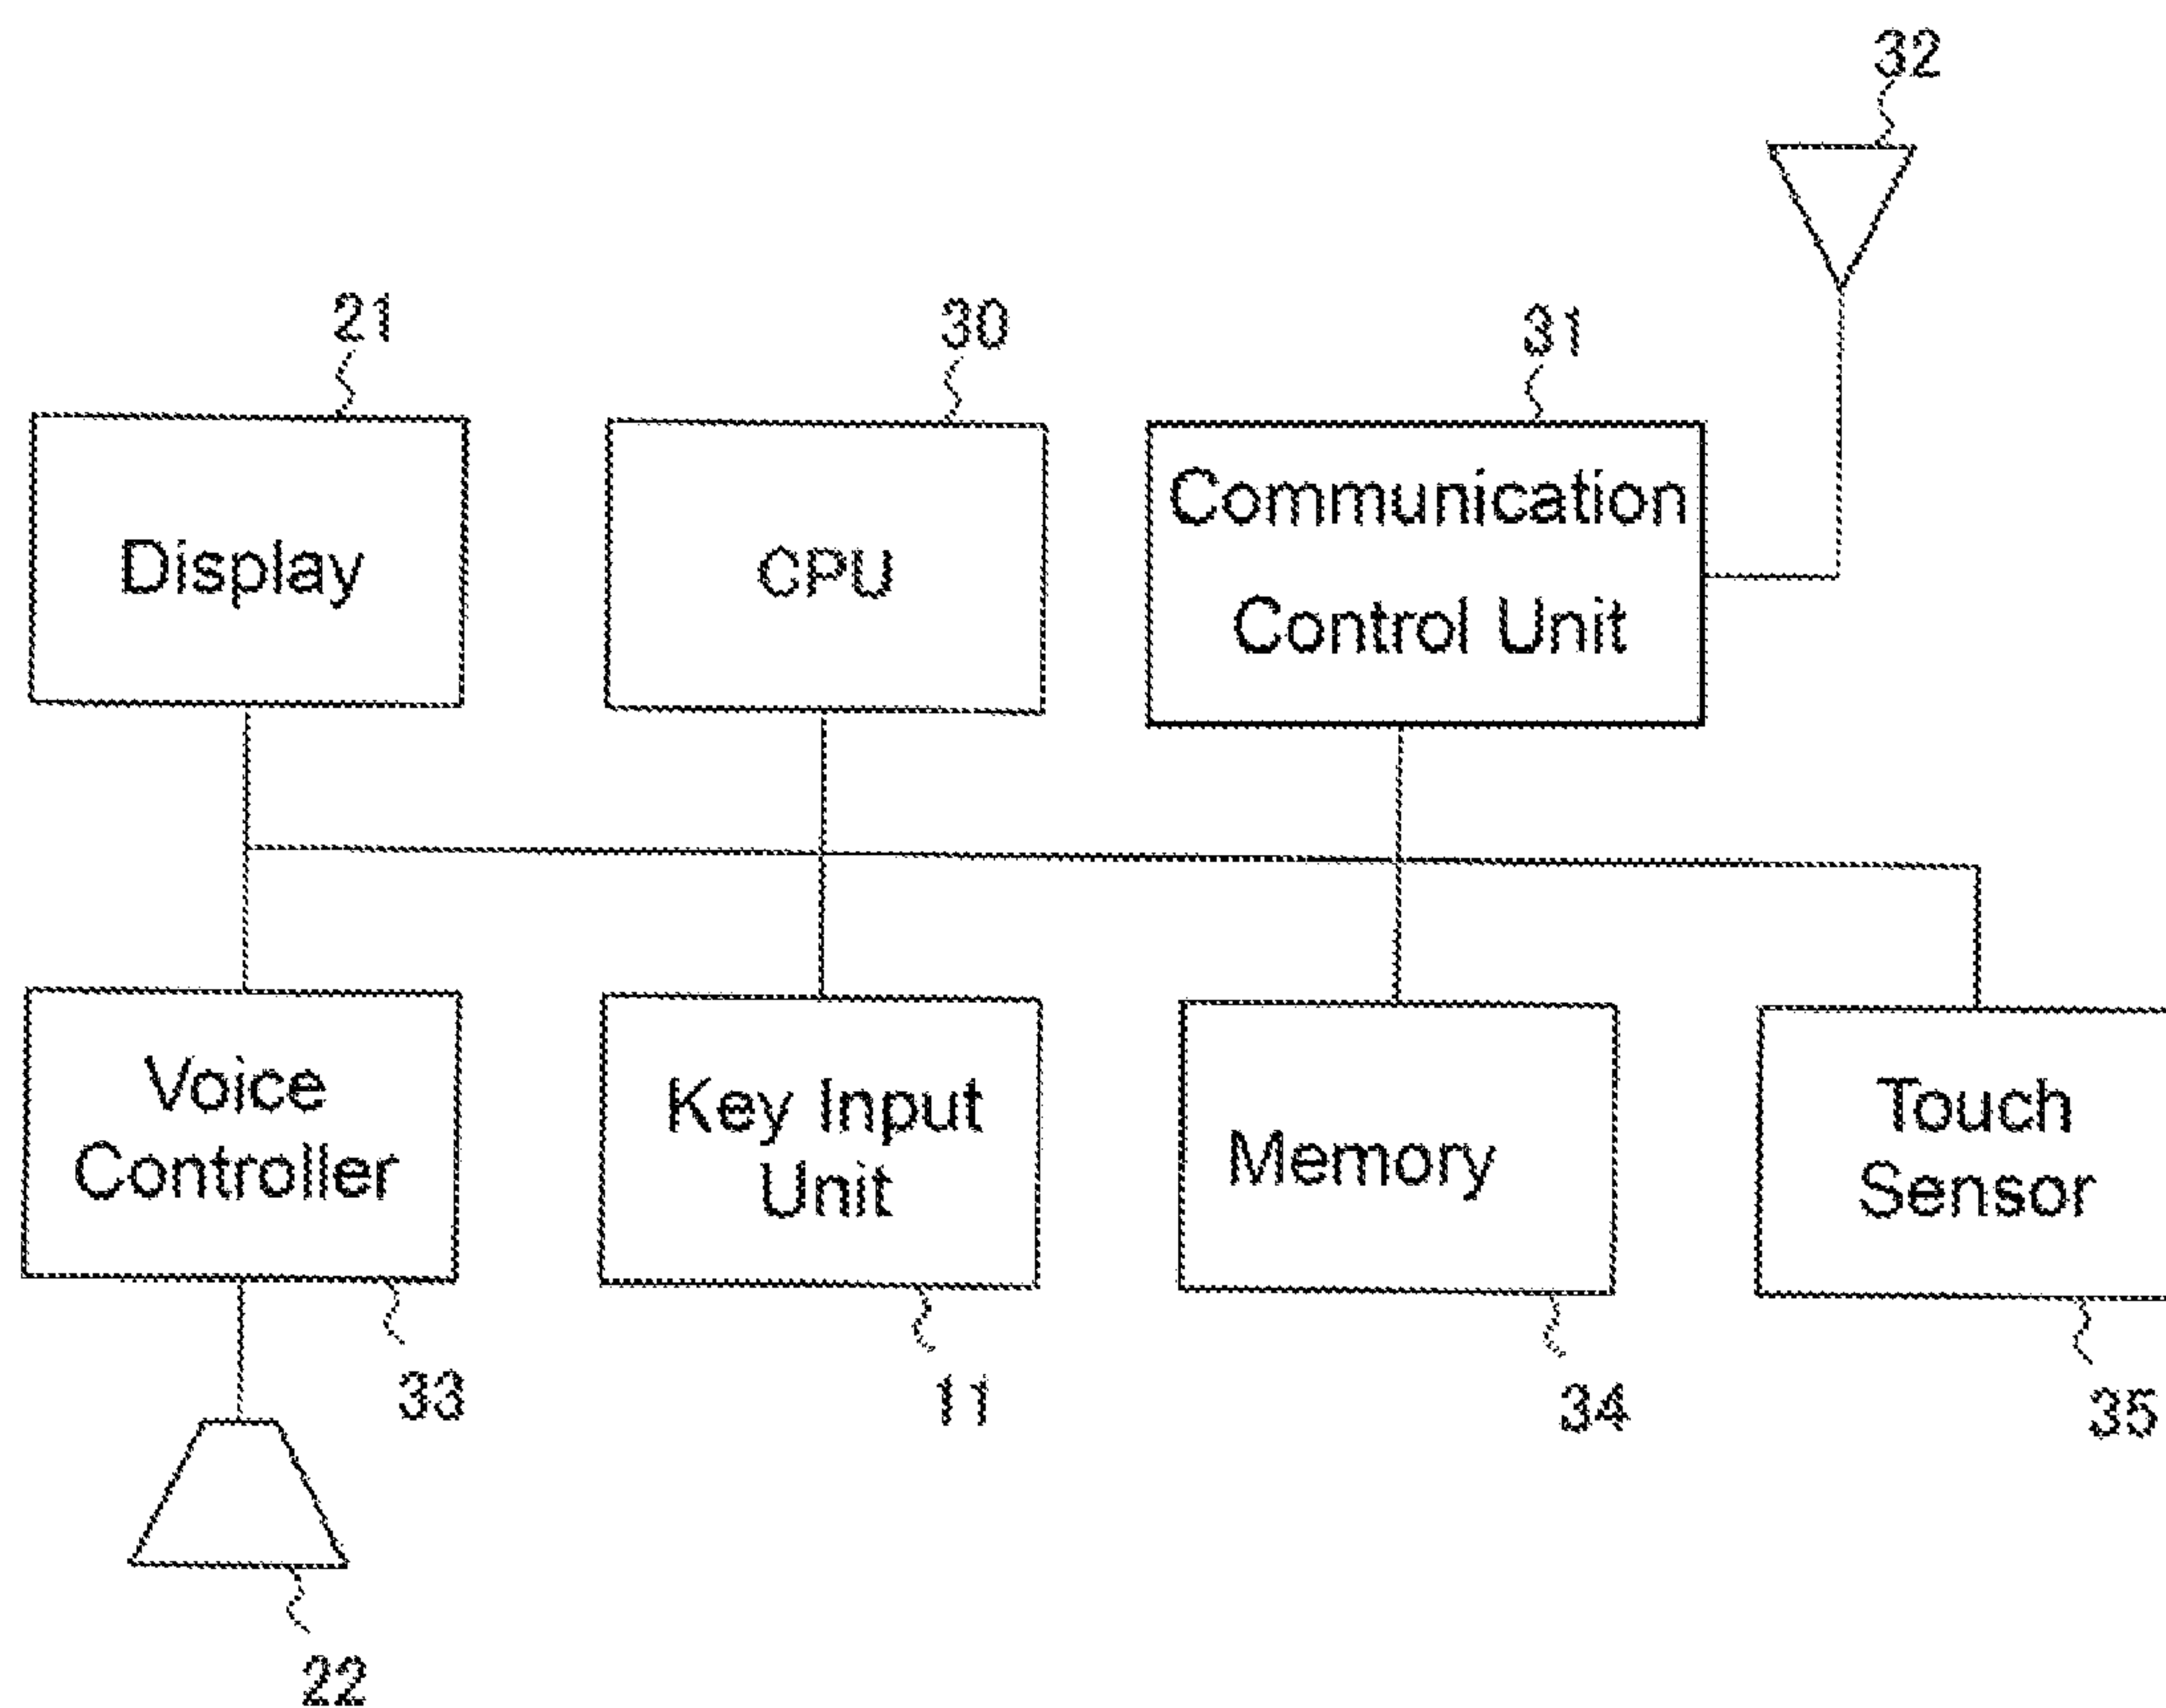 32
21
30
31
Display
CPU
Communication
Control Unit
Voice
Controller
Key Input
Unit
Memory
Touch
Sensor
33
11
34
35
22